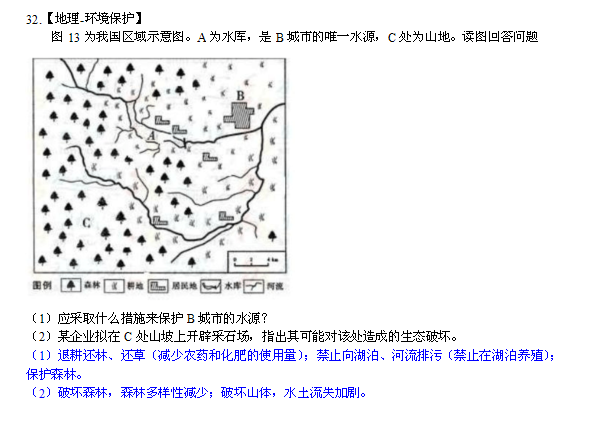 32.【地理-环境保护】
图 13 为我国区域示意图。A 为水库，是 B 城市的唯一水源，C 处为山地。读图回答问题
B
A
C
0 2 4 km
图例 森林 耕地 居民地 水库 河流
（1）应采取什么措施来保护 B 城市的水源？
（2）某企业拟在 C 处山坡上开辟采石场，指出其可能对该处造成的生态破坏。
（1）退耕还林、还草（减少农药和化肥的使用量）；禁止向湖泊、河流排污（禁止在湖泊养殖）；
保护森林。
（2）破坏森林，森林多样性减少；破坏山体，水土流失加剧。